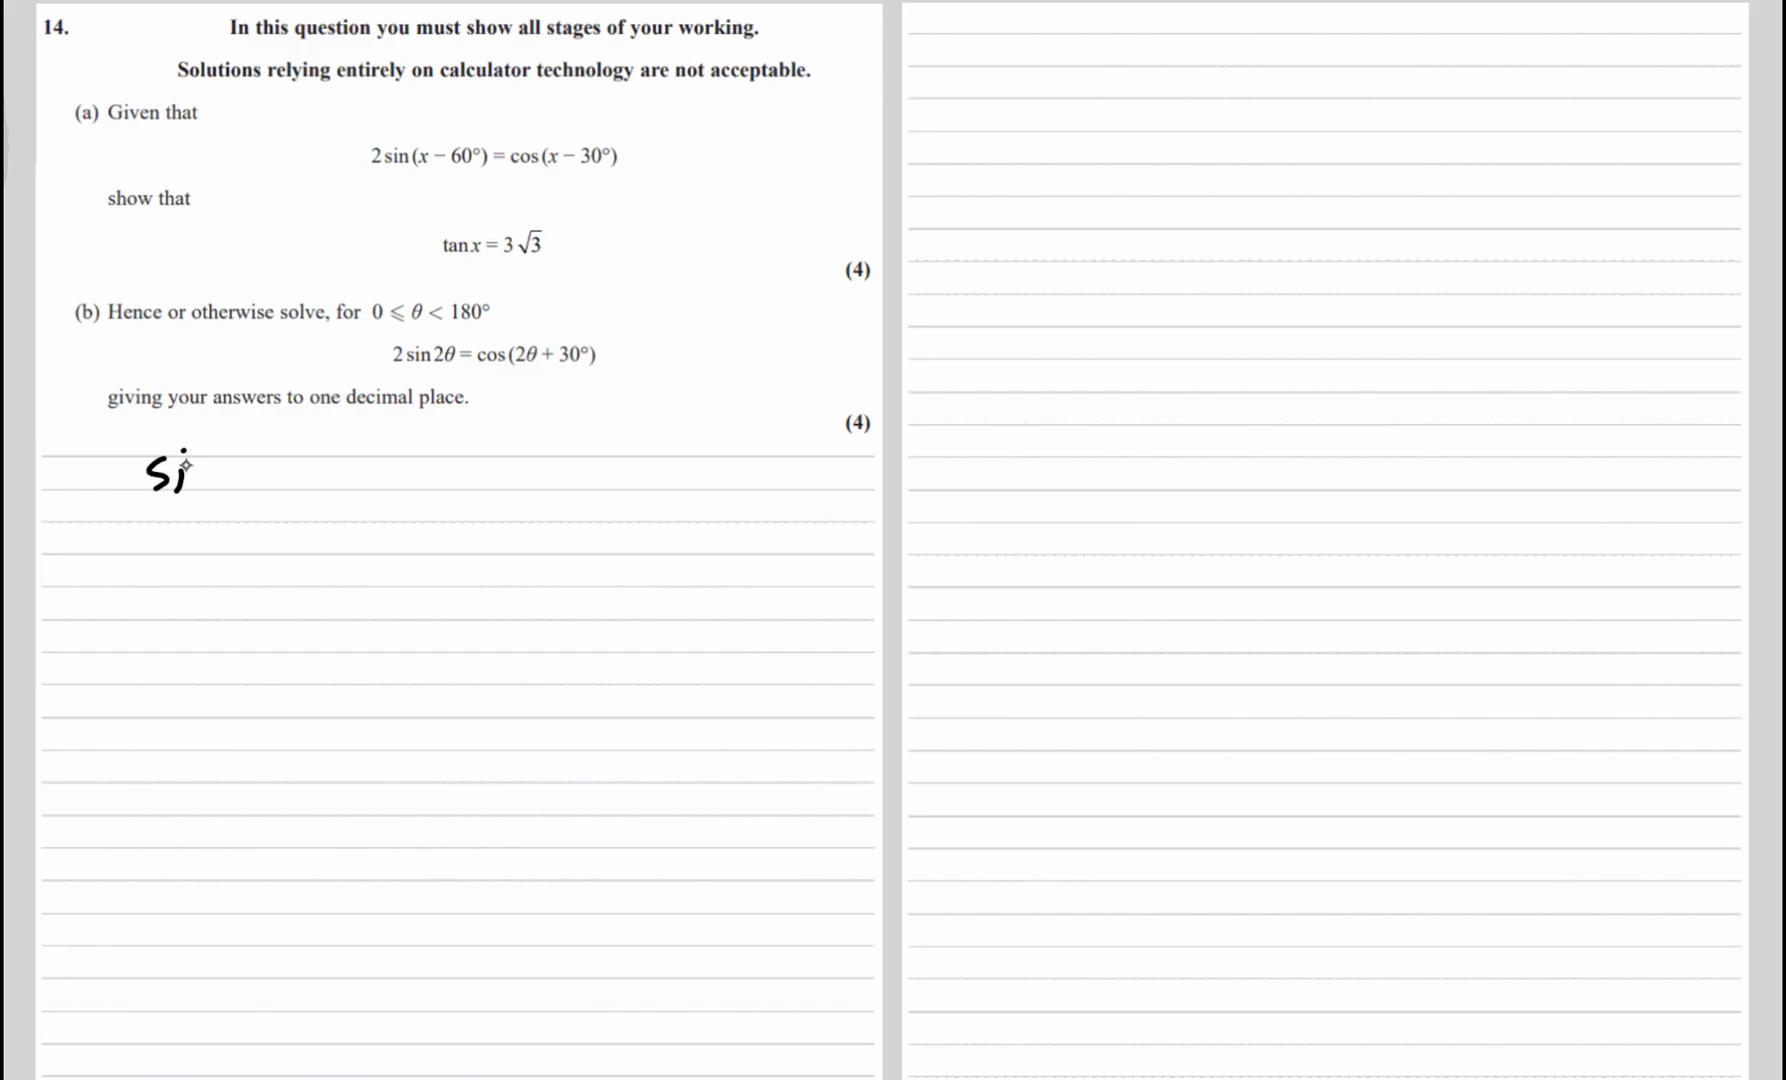 14. In this question you must show all stages of your working.
Solutions relying entirely on calculator technology are not acceptable.
(a) Given that
2 sin (x − 60°) = cos (x − 30°)
show that
tan x = 3 √3
(4)
(b) Hence or otherwise solve, for 0 ⩽ θ < 180°
2 sin 2θ = cos (2θ + 30°)
giving your answers to one decimal place.
(4)
si